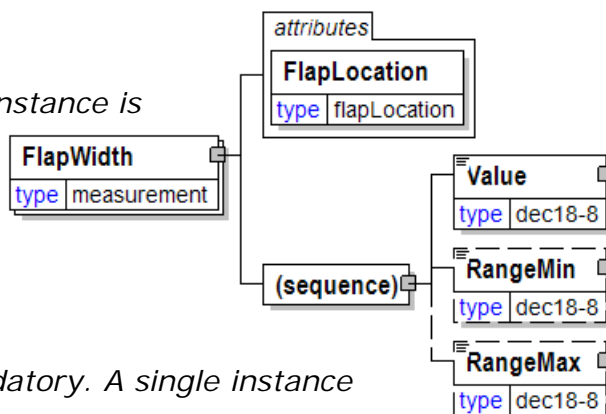 attributes
FlapLocation
type flapLocation
nstance is
FlapWidth
type measurement
Value
type dec18-8
(sequence)
RangeMin
type dec18-8
RangeMax
type dec18-8
datory. A single instance